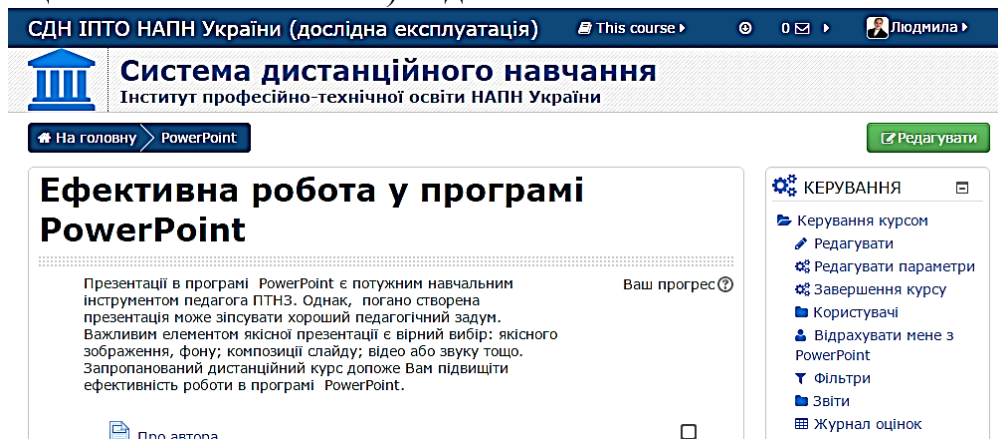 СДН ІПТО НАПН України (дослідна експлуатація) This course 0 Людмила
Система дистанційного навчання
Інститут професійно-технічної освіти НАПН України
На головну PowerPoint Редагувати
Ефективна робота у програмі
PowerPoint
Презентації в програмі PowerPoint є потужним навчальним
інструментом педагога ПТНЗ. Однак, погано створена
презентація може зіпсувати хороший педагогічний задум.
Важливим елементом якісної презентації є вірний вибір: якісного
зображення, фону; композиції слайду; відео або звуку тощо.
Запропонований дистанційний курс допоже Вам підвищіти
ефективність роботи в програмі PowerPoint.
Ваш прогрес
Про автора
КЕРУВАННЯ
Керування курсом
Редагувати
Редагувати параметри
Завершення курсу
Користувачі
Відрахувати мене з
PowerPoint
Фільтри
Звіти
Журнал оцінок